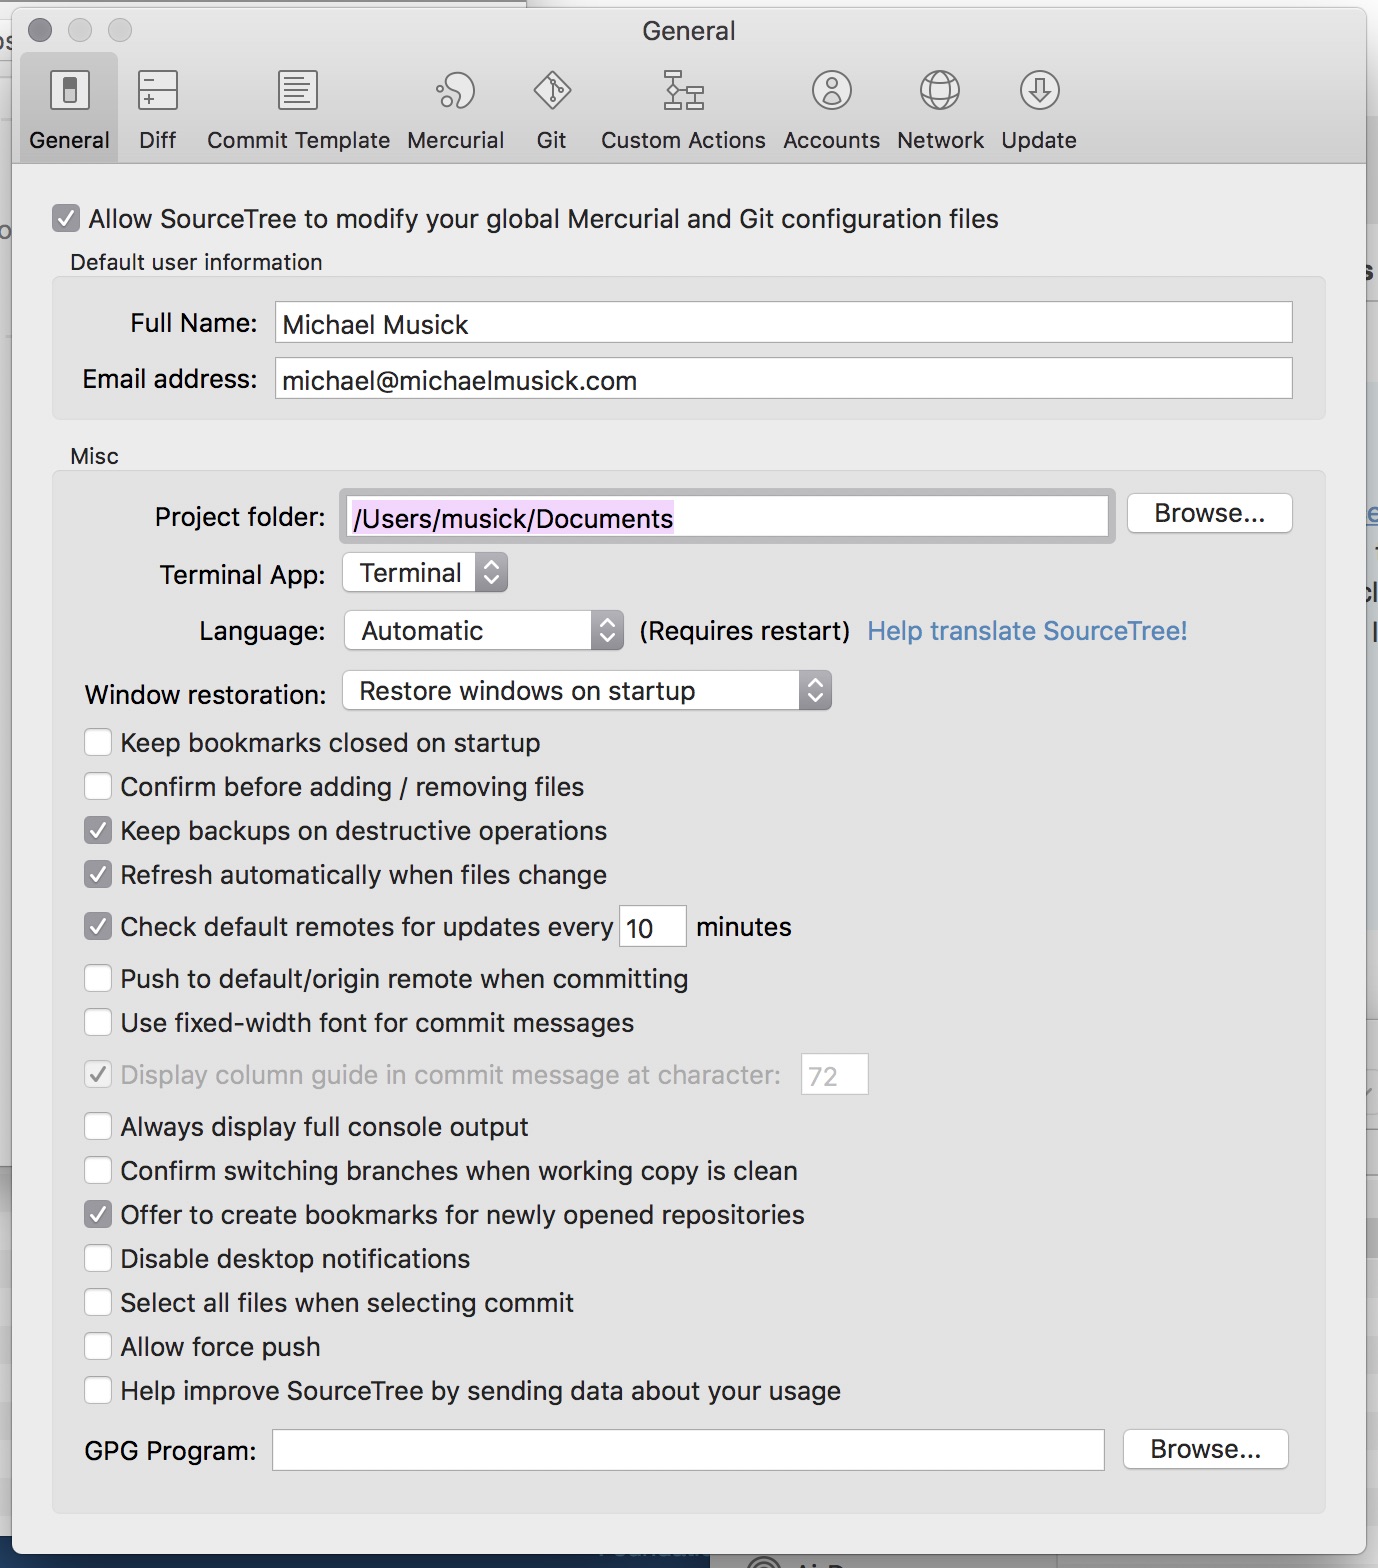 General
General Diff Commit Template Mercurial Git Custom Actions Accounts Network Update
Allow SourceTree to modify your global Mercurial and Git configuration files
Default user information
Full Name: Michael Musick
Email address: michael@michaelmusick.com
Misc
Project folder: /Users/musick/Documents Browse...
Terminal App: Terminal
Language: Automatic (Requires restart) Help translate SourceTree!
Window restoration: Restore windows on startup
Keep bookmarks closed on startup
Confirm before adding / removing files
Keep backups on destructive operations
Refresh automatically when files change
Check default remotes for updates every 10 minutes
Push to default/origin remote when committing
Use fixed-width font for commit messages
Display column guide in commit message at character: 72
Always display full console output
Confirm switching branches when working copy is clean
Offer to create bookmarks for newly opened repositories
Disable desktop notifications
Select all files when selecting commit
Allow force push
Help improve SourceTree by sending data about your usage
GPG Program: Browse...